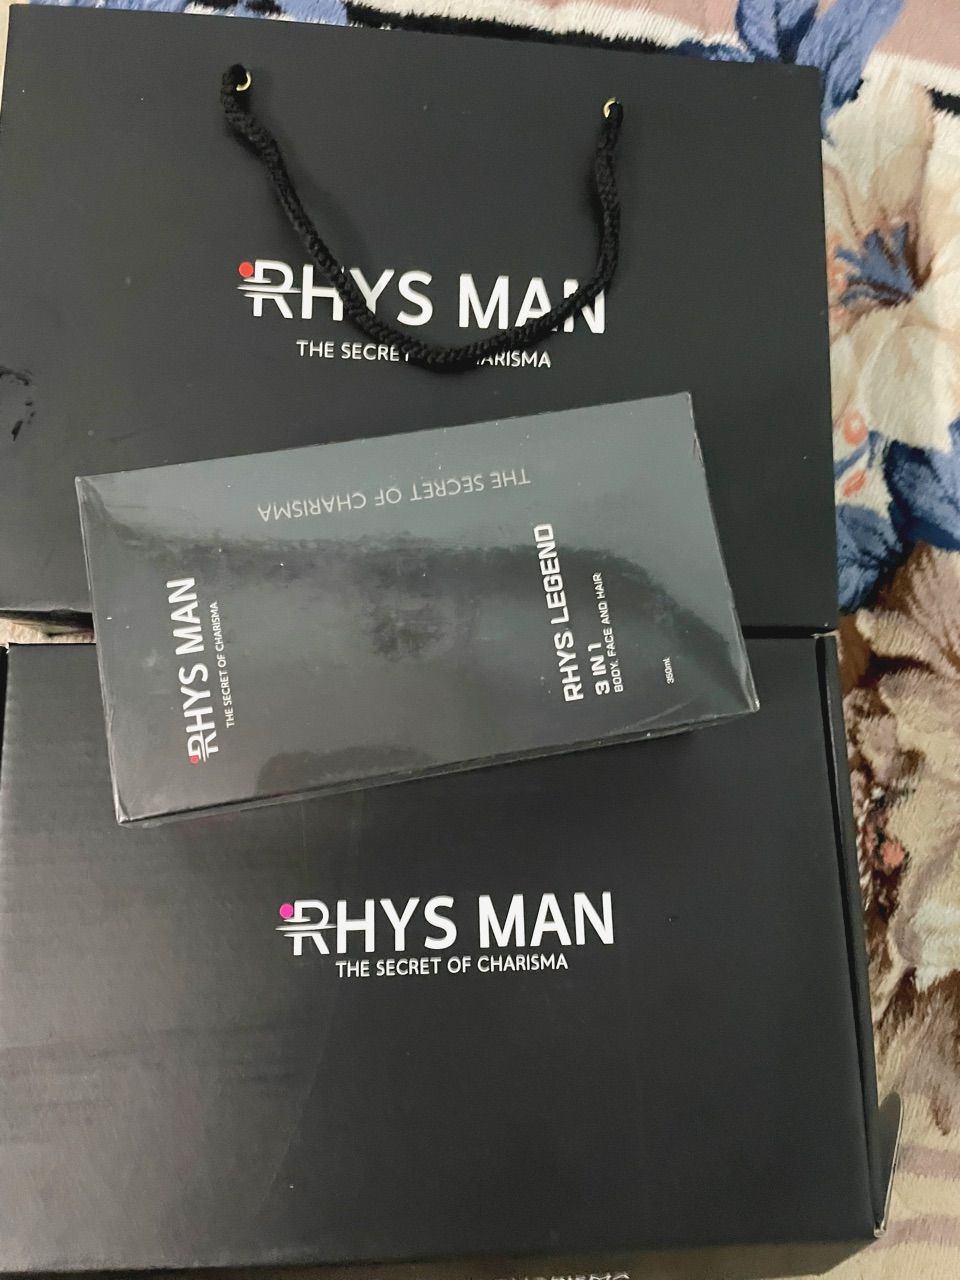 RHYS MAN
THE SECRET OF CHARISMA
THE SECRET OF CHARISMA
RHYS MAN
THE SECRET OF CHARISMA
RHYS LEGEND
3 IN 1
BODY, FACE AND HAIR
350ml
RHYS MAN
THE SECRET OF CHARISMA